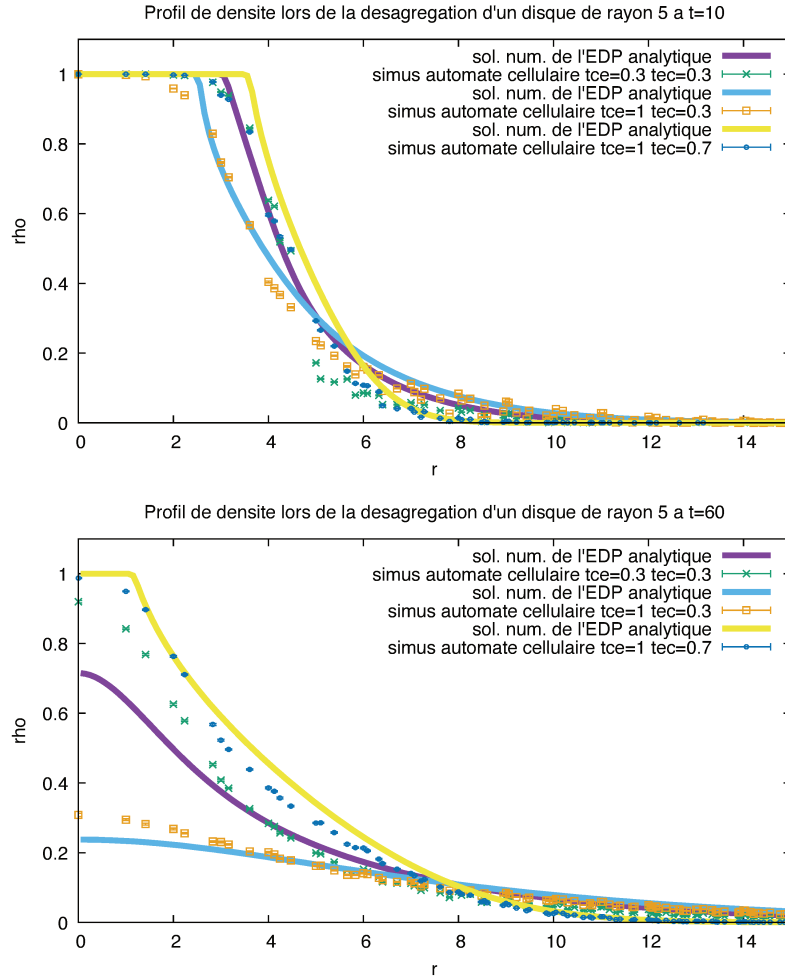 Profil de densite lors de la desagregation d'un disque de rayon 5 a t=10
sol. num. de l'EDP analytique
simus automate cellulaire tce=0.3 tec=0.3
sol. num. de l'EDP analytique
simus automate cellulaire tce=1 tec=0.3
sol. num. de l'EDP analytique
simus automate cellulaire tce=1 tec=0.7
1
0.8
0.6
0.4
0.2
0
rho
0 2 4 6 8 10 12 14
r
Profil de densite lors de la desagregation d'un disque de rayon 5 a t=60
sol. num. de l'EDP analytique
simus automate cellulaire tce=0.3 tec=0.3
sol. num. de l'EDP analytique
simus automate cellulaire tce=1 tec=0.3
sol. num. de l'EDP analytique
simus automate cellulaire tce=1 tec=0.7
1
0.8
0.6
0.4
0.2
0
rho
0 2 4 6 8 10 12 14
r